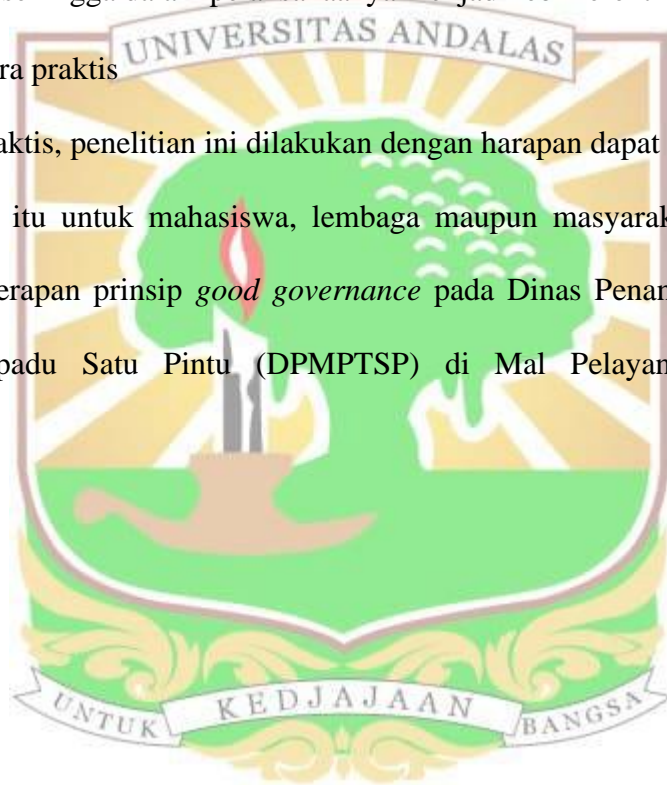 UNIVERSITAS ANDALAS
ra praktis
aktis, penelitian ini dilakukan dengan harapan dapat
itu untuk mahasiswa, lembaga maupun masyarak
erapan prinsip good governance pada Dinas Penan
padu Satu Pintu (DPMPTSP) di Mal Pelayan
UNTUK KEDJAJAAN BANGSA